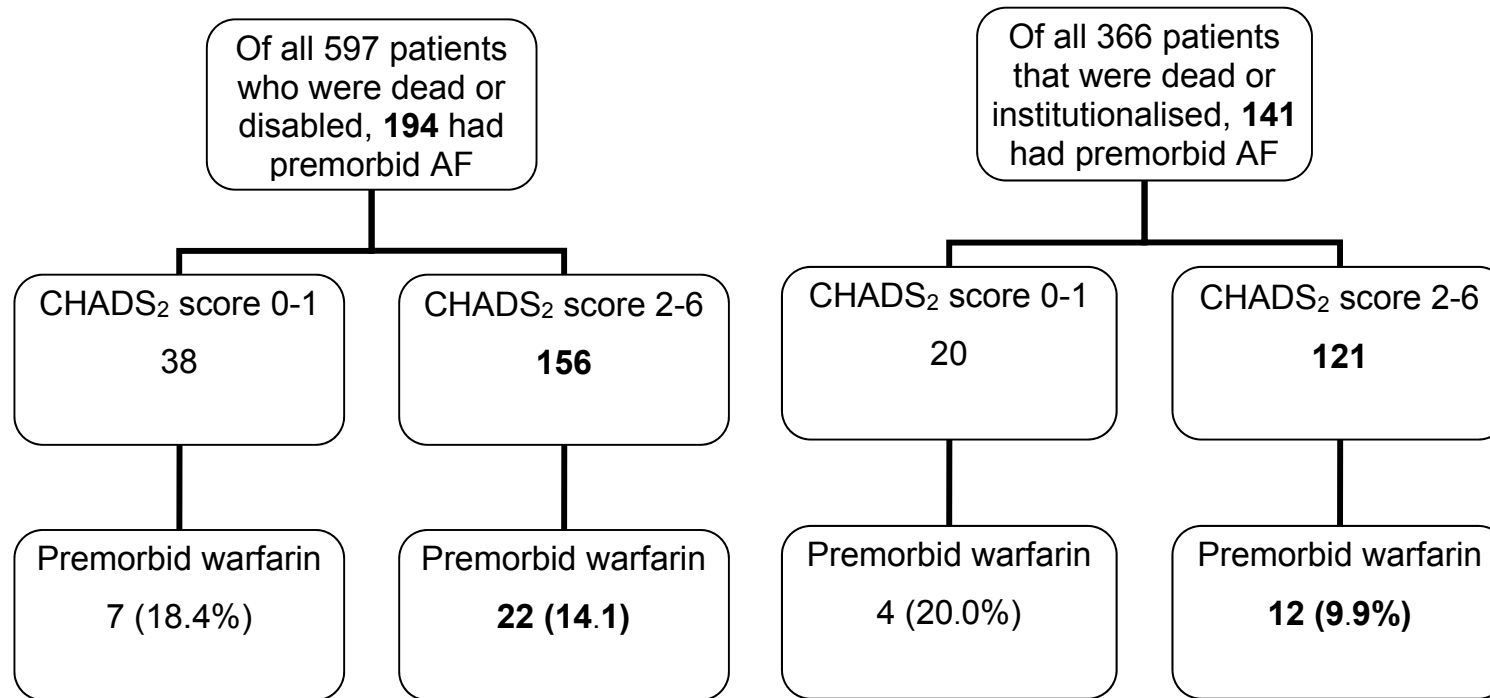 Of all 597 patients
who were dead or
disabled, 194 had
premorbid AF
Of all 366 patients
that were dead or
institutionalised, 141
had premorbid AF
CHADS₂ score 0-1
38
CHADS₂ score 2-6
156
CHADS₂ score 0-1
20
CHADS₂ score 2-6
121
Premorbid warfarin
7 (18.4%)
Premorbid warfarin
22 (14.1)
Premorbid warfarin
4 (20.0%)
Premorbid warfarin
12 (9.9%)